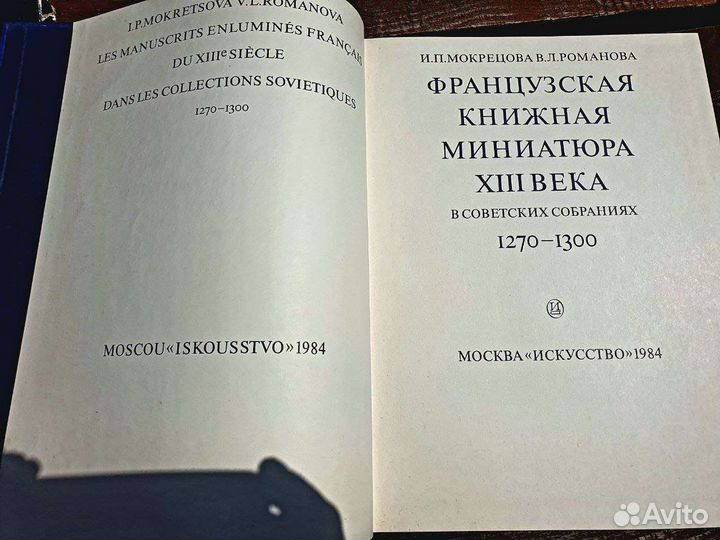 I.P.MOKRETSOVA V.L.ROMANOVA
LES MANUSCRITS ENLUMINÉS FRANÇAIS
DU XIIIe SIÈCLE
DANS LES COLLECTIONS SOVIETIQUES
1270–1300
MOSCOU «ISKOUSSTVO» 1984
И.П.МОКРЕЦОВА В.Л.РОМАНОВА
ФРАНЦУЗСКАЯ
КНИЖНАЯ
МИНИАТЮРА
XIII ВЕКА
В СОВЕТСКИХ СОБРАНИЯХ
1270–1300
МОСКВА «ИСКУССТВО» 1984
Avito